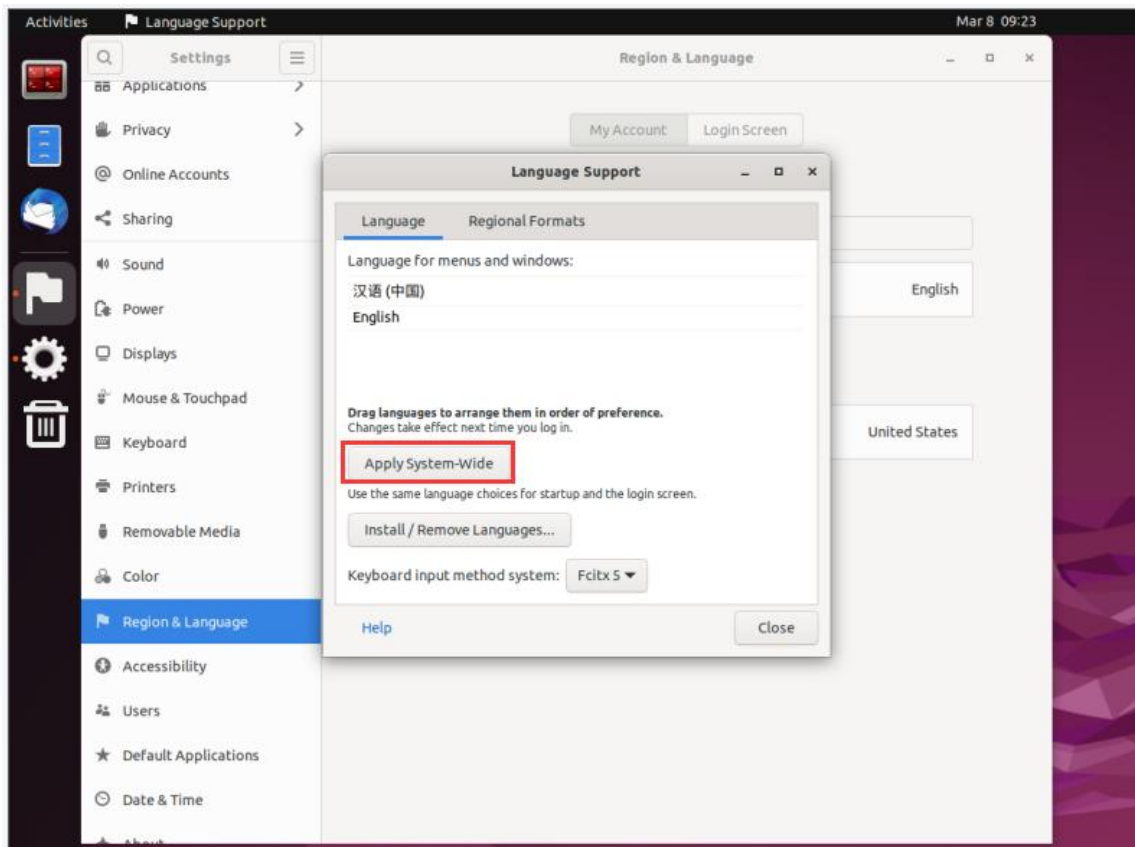 Activities
Language Support
Mar 8 09:23
Settings
Region & Language
Applications
Privacy
Online Accounts
Sharing
Sound
Power
Displays
Mouse & Touchpad
Keyboard
Printers
Removable Media
Color
Region & Language
Accessibility
Users
Default Applications
Date & Time
About
My Account
Login Screen
English
United States
Language Support
Language
Regional Formats
Language for menus and windows:
汉语 (中国)
English
Drag languages to arrange them in order of preference.
Changes take effect next time you log in.
Apply System-Wide
Use the same language choices for startup and the login screen.
Install / Remove Languages...
Keyboard input method system:
Fcitx 5
Help
Close